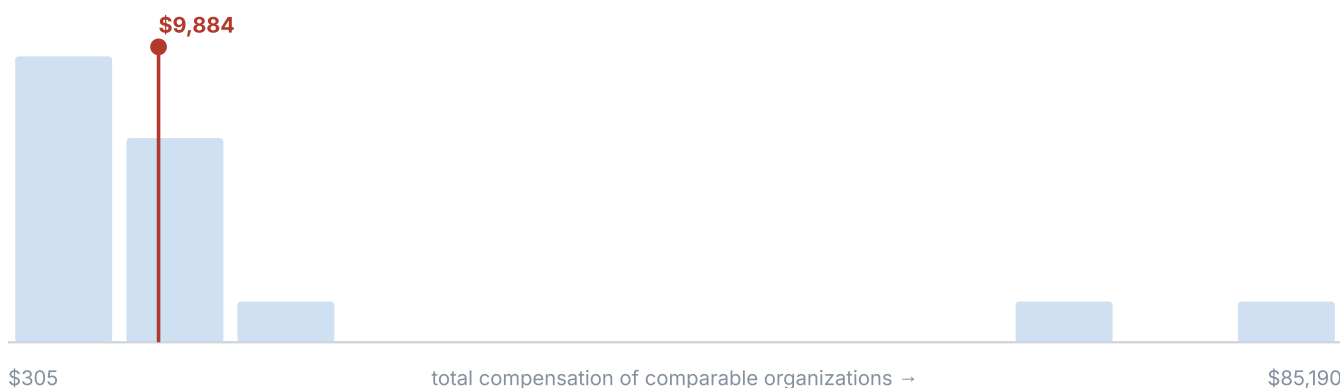 $9,884
$305
total compensation of comparable organizations →
$85,190